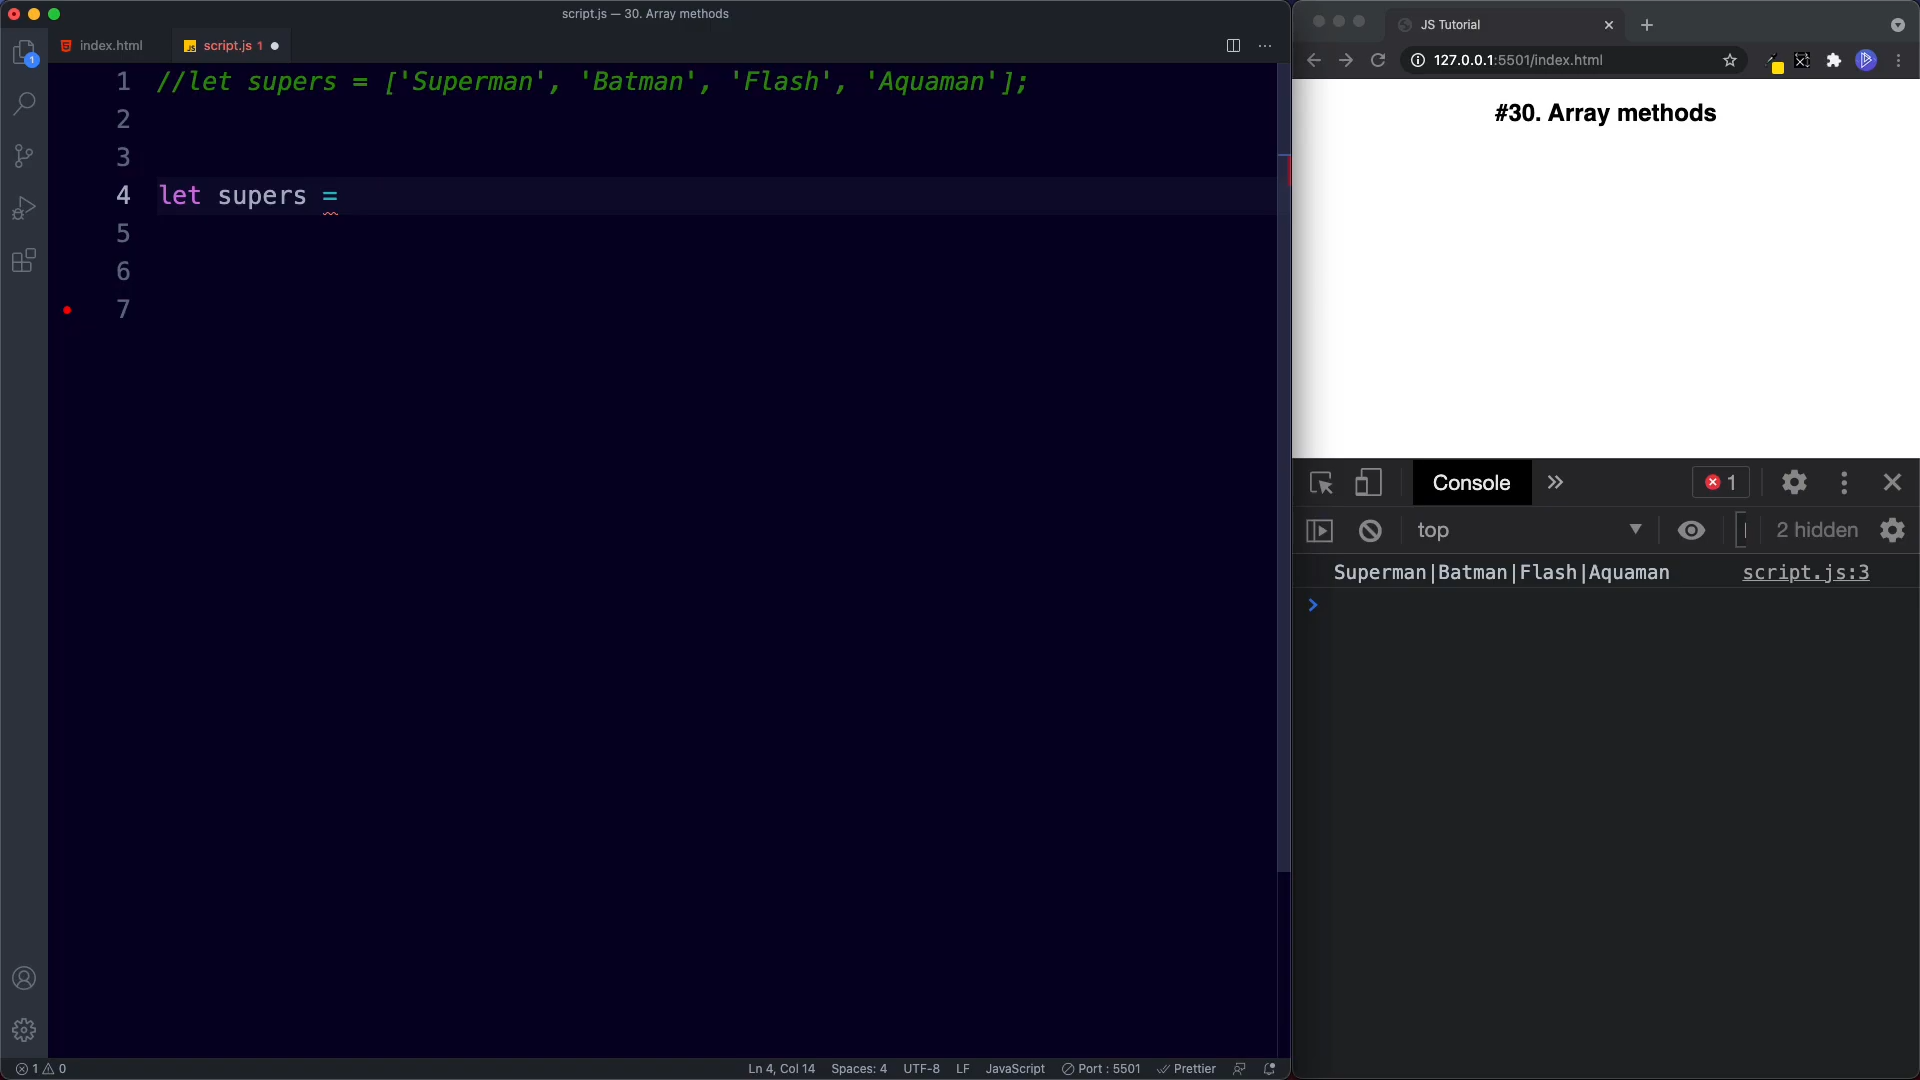 script.js — 30. Array methods
index.html
script.js 1
1 //let supers = ['Superman', 'Batman', 'Flash', 'Aquaman'];
2
3
4 let supers =
5
6
7
1
1 0
Ln 4, Col 14 Spaces: 4 UTF-8 LF JavaScript Port : 5501 Prettier
JS Tutorial
127.0.0.1:5501/index.html
#30. Array methods
Console 1
top 2 hidden
Superman|Batman|Flash|Aquaman script.js:3